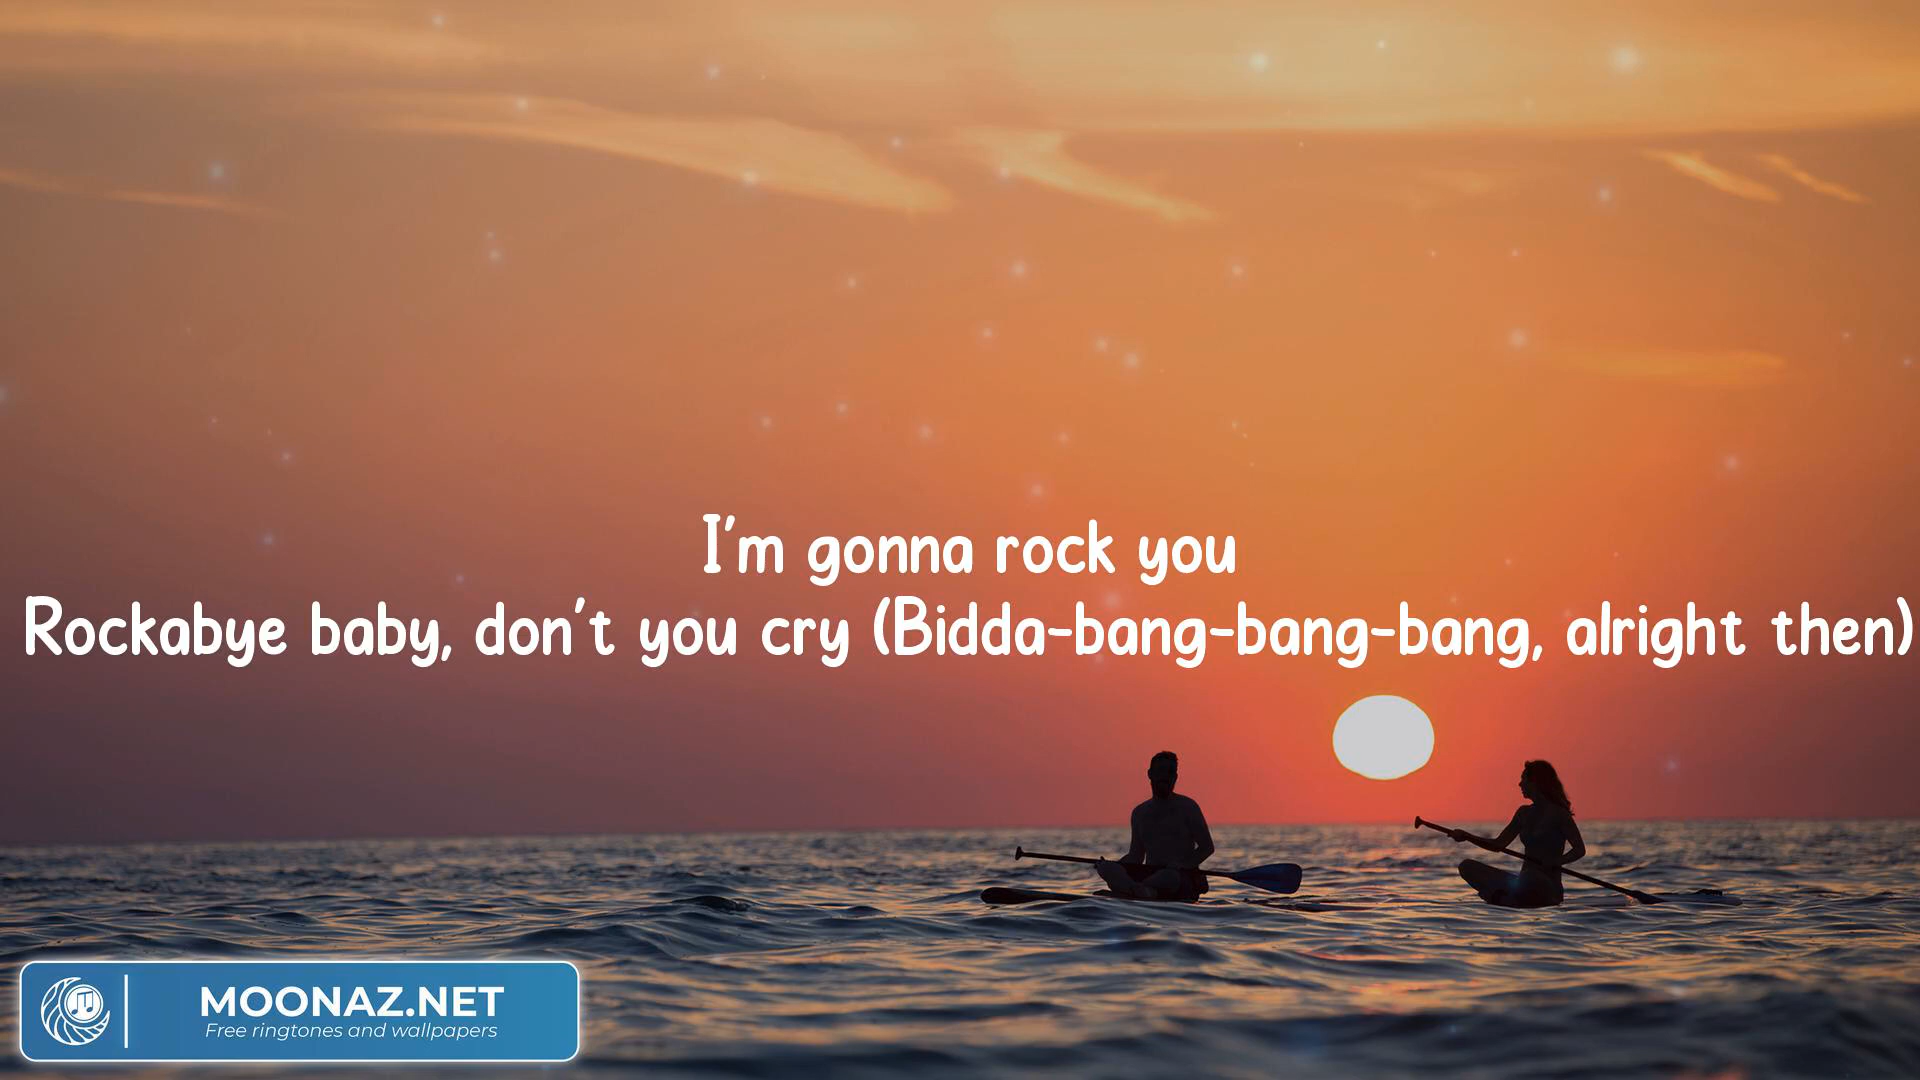 I'm gonna rock you
Rockabye baby, don't you cry (Bidda-bang-bang-bang, alright then)
MOONAZ.NET
Free ringtones and wallpapers